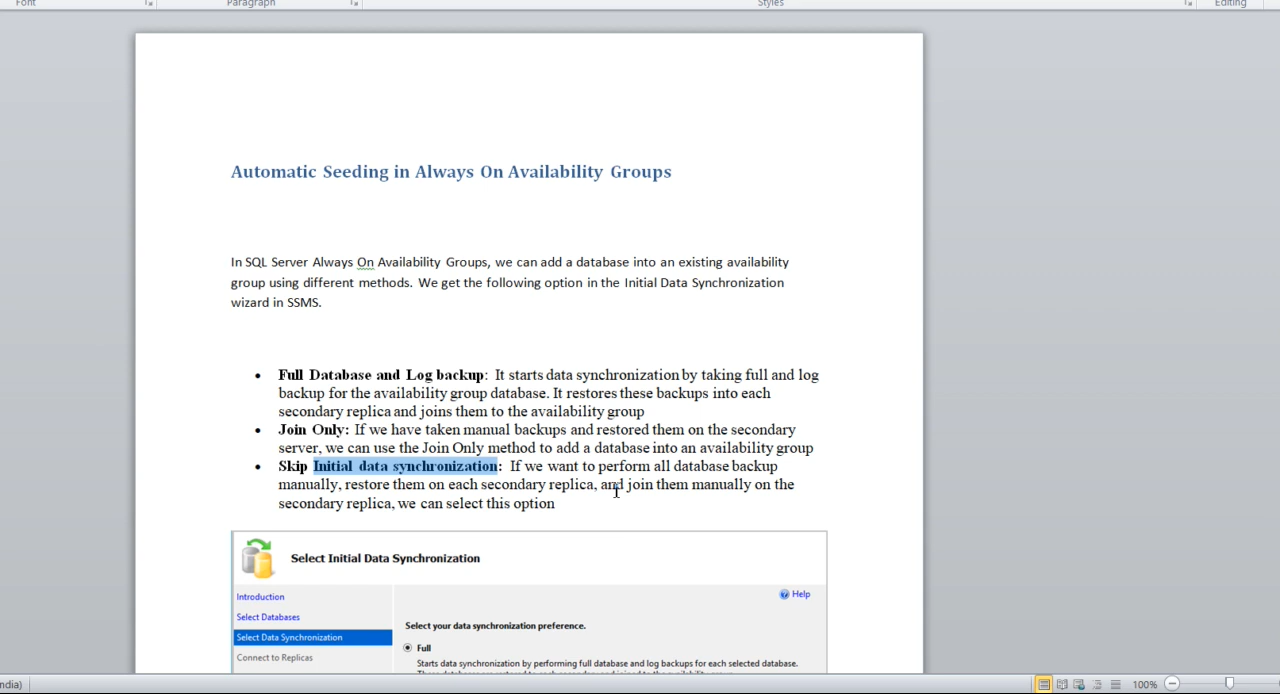 Font Paragraph Styles Editing
Automatic Seeding in Always On Availability Groups
In SQL Server Always On Availability Groups, we can add a database into an existing availability
group using different methods. We get the following option in the Initial Data Synchronization
wizard in SSMS.
• Full Database and Log backup: It starts data synchronization by taking full and log
backup for the availability group database. It restores these backups into each
secondary replica and joins them to the availability group
• Join Only: If we have taken manual backups and restored them on the secondary
server, we can use the Join Only method to add a database into an availability group
• Skip Initial data synchronization: If we want to perform all database backup
manually, restore them on each secondary replica, and join them manually on the
secondary replica, we can select this option
Select Initial Data Synchronization
Introduction
Help
Select Databases
Select your data synchronization preference.
Select Data Synchronization
Full
Connect to Replicas
Starts data synchronization by performing full database and log backups for each selected database.
ndia)
100%